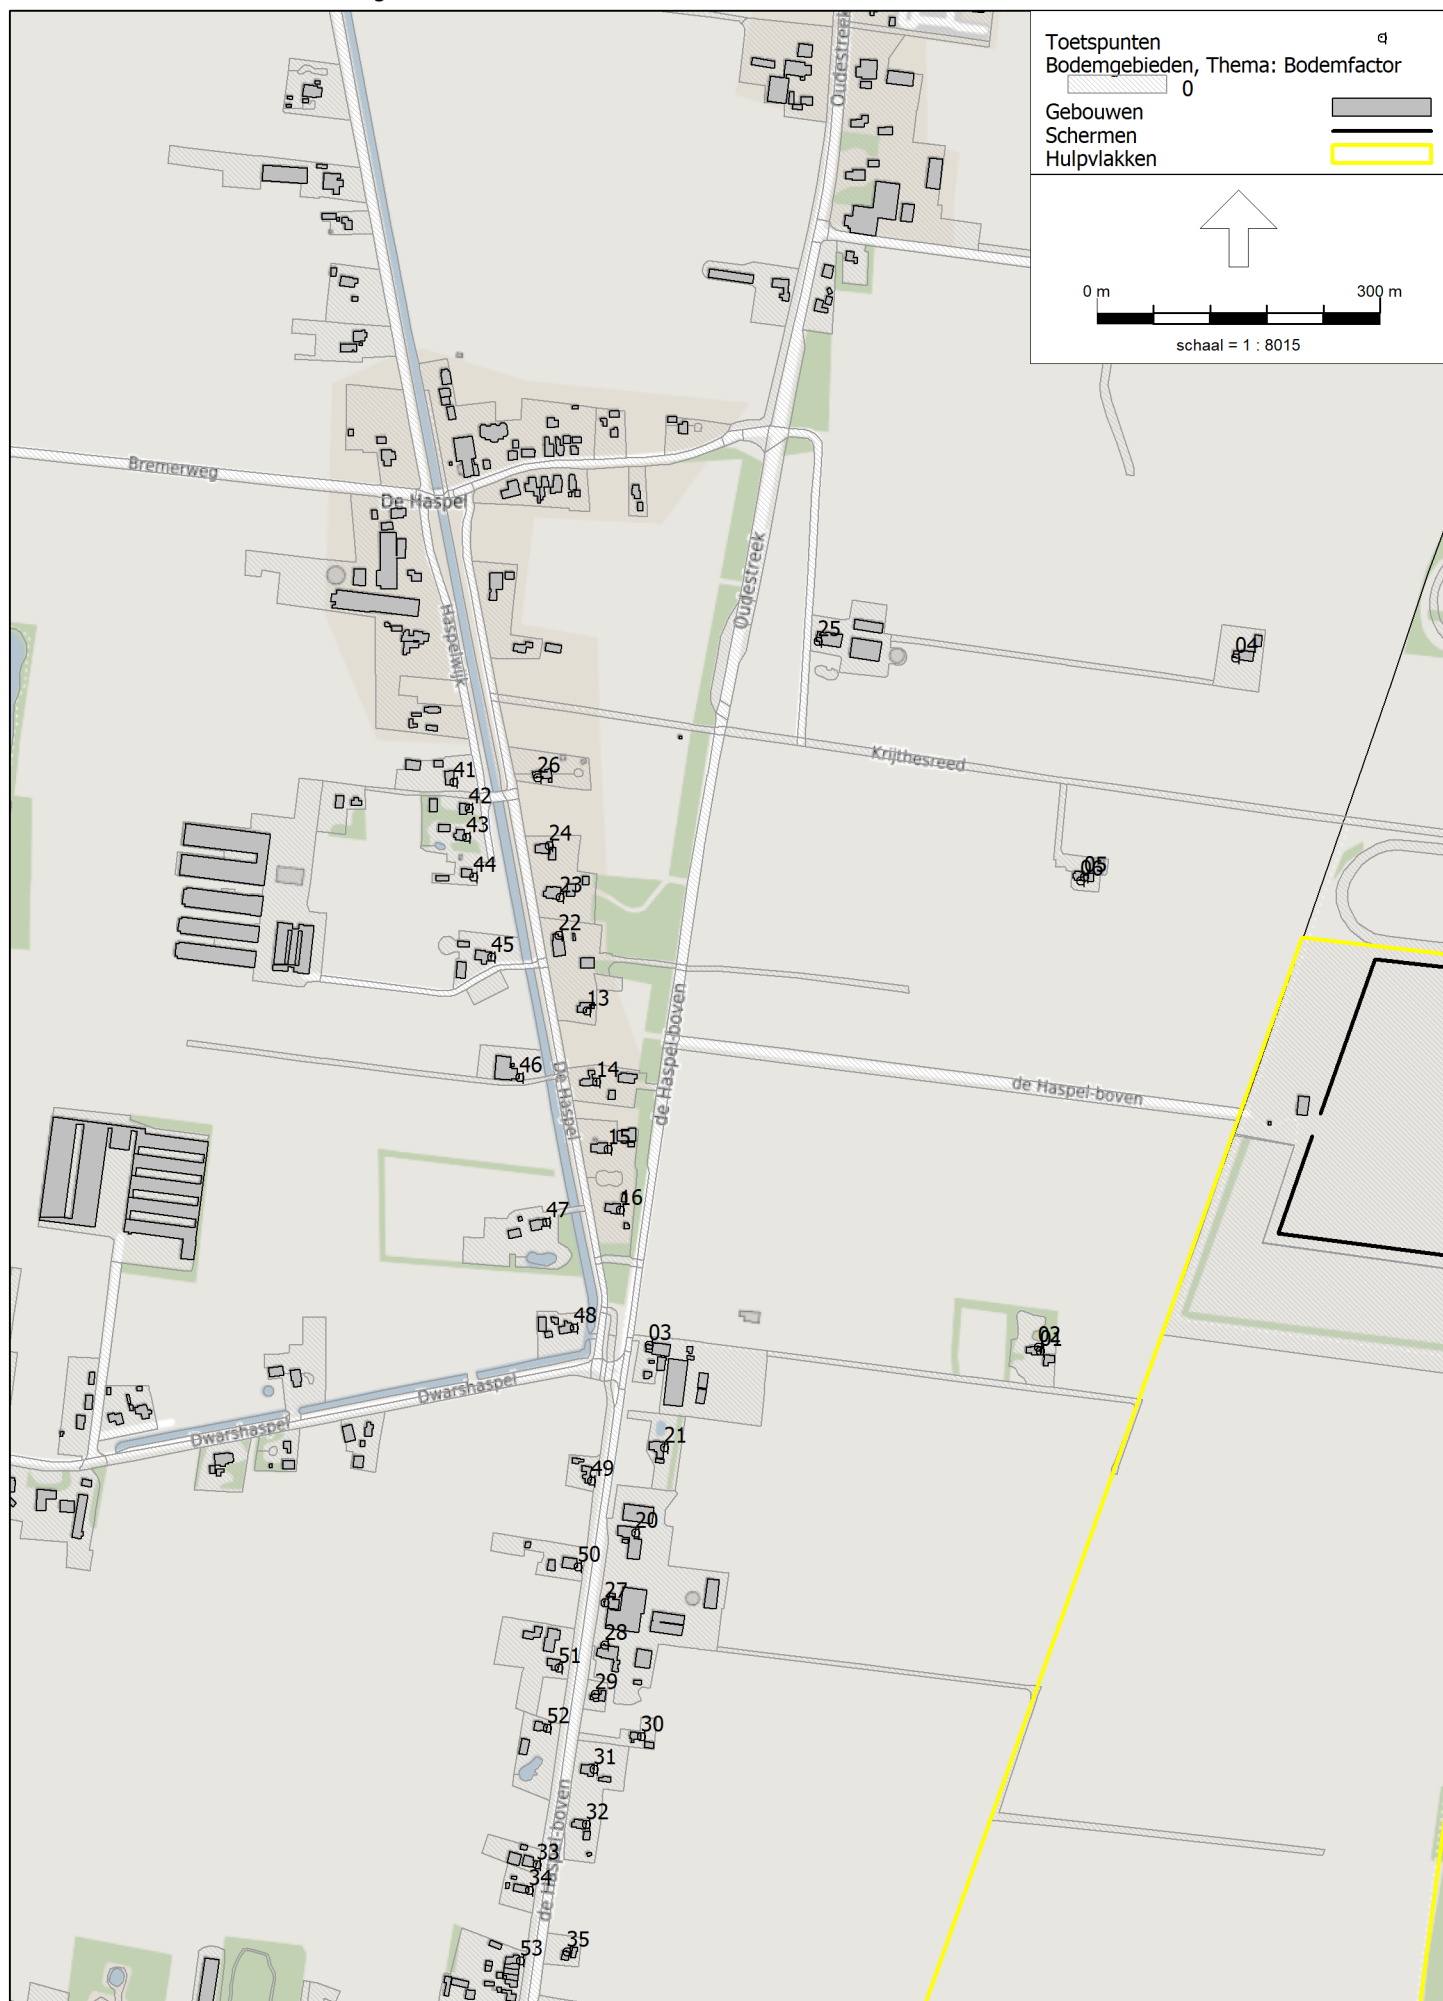 Oudestreek
Toetspunten
Bodemgebieden, Thema: Bodemfactor
0
Gebouwen
Schermen
Hulpvlakken
0 m
300 m
schaal = 1 : 8015
Bremerweg
De Haspel
Oudestreek
Haspelwijk
25
04
Krijthesreed
41
26
42
43
24
44
05
06
23
22
45
13
de Haspel-boven
46
14
De Haspel
de Haspel-boven
15
16
47
48
03
02
01
Dwarshaspel
Dwarshaspel
21
49
20
50
27
28
51
29
52
30
31
de Haspel-boven
32
33
34
35
53